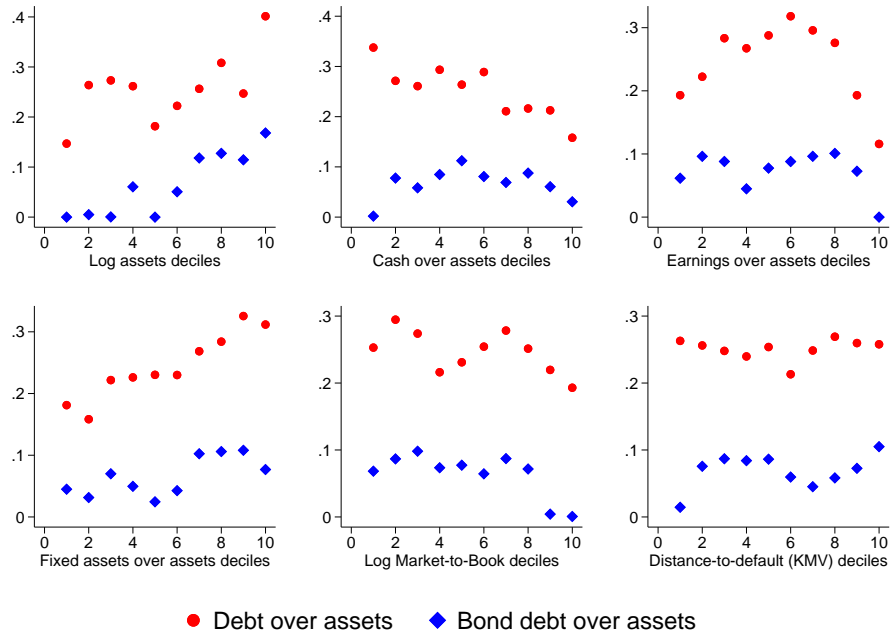 .4
.3
.2
.1
0
0 2 4 6 8 10
Log assets deciles
.4
.3
.2
.1
0
0 2 4 6 8 10
Cash over assets deciles
.3
.2
.1
0
0 2 4 6 8 10
Earnings over assets deciles
.3
.2
.1
0
0 2 4 6 8 10
Fixed assets over assets deciles
.3
.2
.1
0
0 2 4 6 8 10
Log Market-to-Book deciles
.3
.2
.1
0
0 2 4 6 8 10
Distance-to-default (KMV) deciles
Debt over assets Bond debt over assets